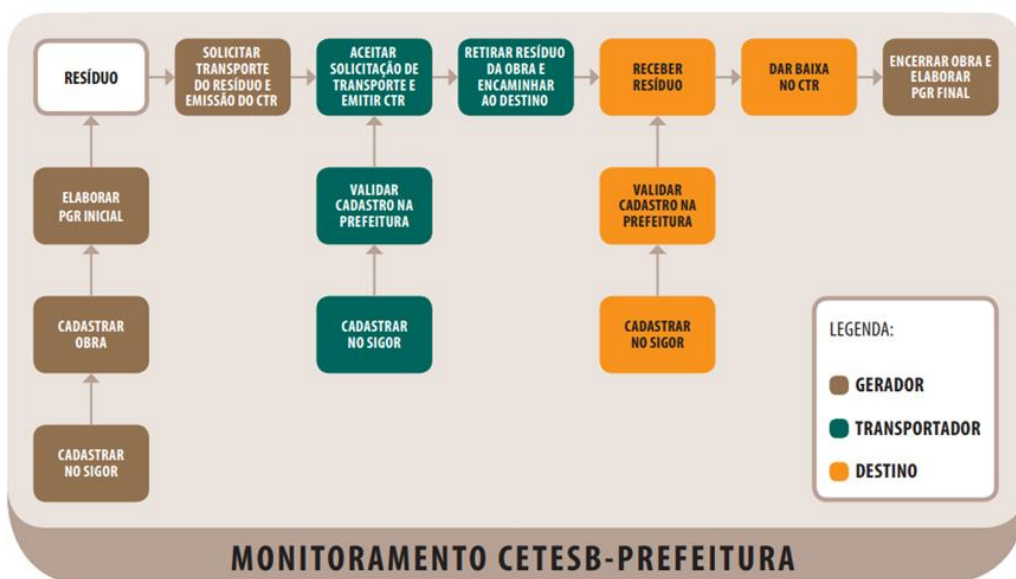 RESÍDUO
SOLICITAR
TRANSPORTE
DO RESÍDUO E
EMISSÃO DO CTR
ACEITAR
SOLICITAÇÃO DE
TRANSPORTE E
EMITIR CTR
RETIRAR RESÍDUO
DA OBRA E
ENCAMINHAR
AO DESTINO
RECEBER
RESÍDUO
DAR BAIXA
NO CTR
ENCERRAR OBRA E
ELABORAR
PGR FINAL
ELABORAR
PGR INICIAL
VALIDAR
CADASTRO NA
PREFEITURA
VALIDAR
CADASTRO NA
PREFEITURA
CADASTRAR
OBRA
CADASTRAR
NO SIGOR
CADASTRAR
NO SIGOR
CADASTRAR
NO SIGOR
LEGENDA:
GERADOR
TRANSPORTADOR
DESTINO
MONITORAMENTO CETESB-PREFEITURA